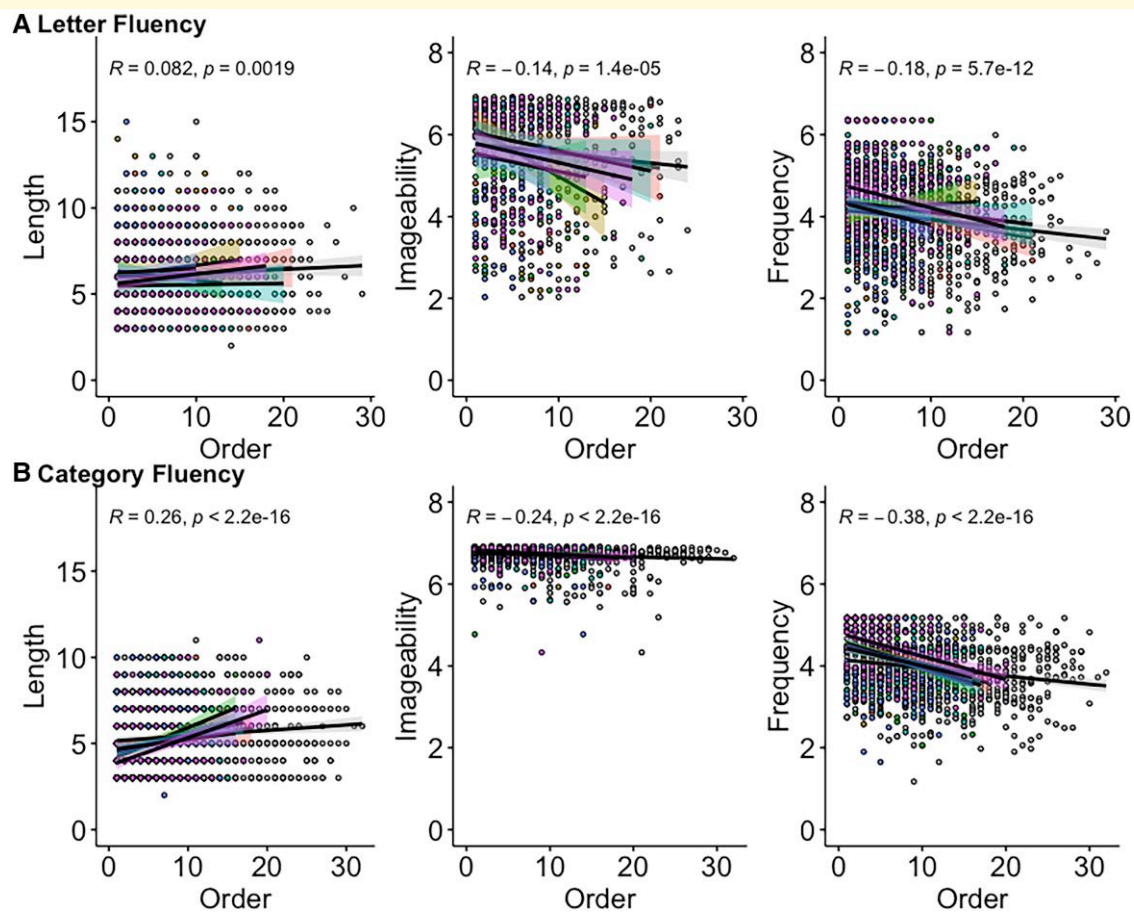 A Letter Fluency
R = 0.082, p = 0.0019
Length
15
10
5
0
0 10 20 30
Order
R = −0.14, p = 1.4e-05
Imageability
8
6
4
2
0
0 10 20 30
Order
R = −0.18, p = 5.7e-12
Frequency
8
6
4
2
0
0 10 20 30
Order
B Category Fluency
R = 0.26, p < 2.2e-16
Length
15
10
5
0
0 10 20 30
Order
R = −0.24, p < 2.2e-16
Imageability
8
6
4
2
0
0 10 20 30
Order
R = −0.38, p < 2.2e-16
Frequency
8
6
4
2
0
0 10 20 30
Order